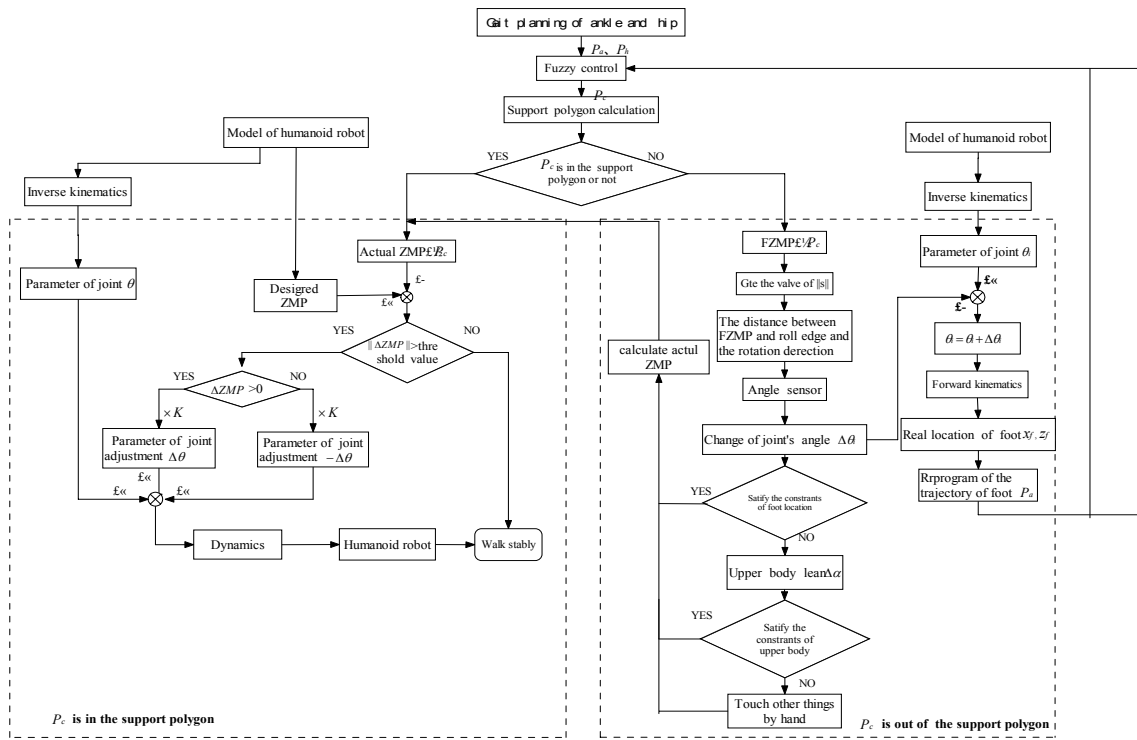 Gait planning of ankle and hip
Pa、Ph
Fuzzy control
Pc
Support polygon calculation
YES
Pc is in the support
polygon or not
NO
Model of humanoid robot
Inverse kinematics
Parameter of joint θ
Desigred
ZMP
Actual ZMP£¨Pc
£-
£«
YES
NO
||ΔZMP||>thre
shold value
YES
NO
ΔZMP >0
× K
× K
Parameter of joint
adjustment Δθ
Parameter of joint
adjustment −Δθ
£«
£«
£«
Dynamics
Humanoid robot
Walk stably
Pc is in the support polygon
FZMP£¼Pc
Gte the valve of ||s||
The distance between
FZMP and roll edge and
the rotation derection
calculate actul
ZMP
Angle sensor
Change of joint's angle Δθi
YES
Satify the constrants
of foot location
NO
Upper body leanΔα
YES
Satify the
constrants of
upper body
NO
Touch other things
by hand
Model of humanoid robot
Inverse kinematics
Parameter of joint θi
£«
£-
θi = θi + Δθi
Forward kinematics
Real location of foot xf, zf
Rrprogram of the
trajectory of foot Pa
Pc is out of the support polygon